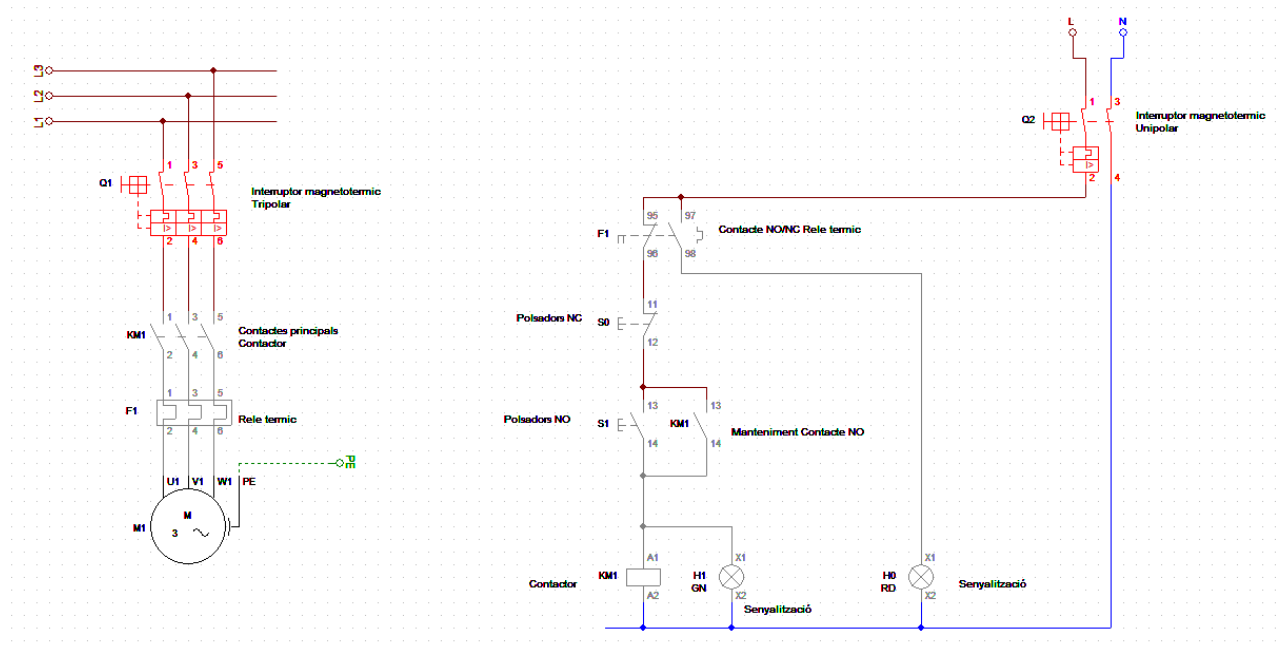 L3
L2
L1
1 3 5
Q1
Interruptor magnetotermic
Tripolar
I> I> I>
2 4 6
1 3 5
KM1
Contactes principals
Contactor
2 4 6
1 3 5
F1
Rele termic
2 4 6
PE
U1 V1 W1 PE
M
M1
3
L N
1 3
Q2
Interruptor magnetotermic
Unipolar
I>
2 4
95 97
F1
Contacte NO/NC Rele termic
96 98
11
Polsadors NC S0
12
13 13
Polsadors NO S1 KM1
Manteniment Contacte NO
14 14
A1 X1 X1
Contactor KM1 H1 H0 Senyalització
GN RD
A2 X2 X2
Senyalització